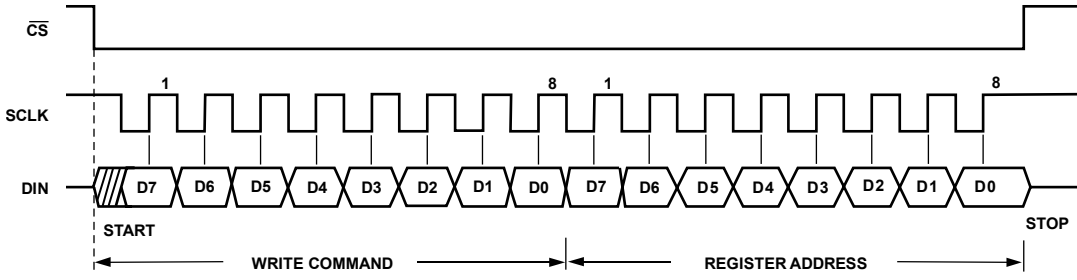 CS
1 8 1 8
SCLK
DIN D7 D6 D5 D4 D3 D2 D1 D0 D7 D6 D5 D4 D3 D2 D1 D0
START STOP
WRITE COMMAND REGISTER ADDRESS